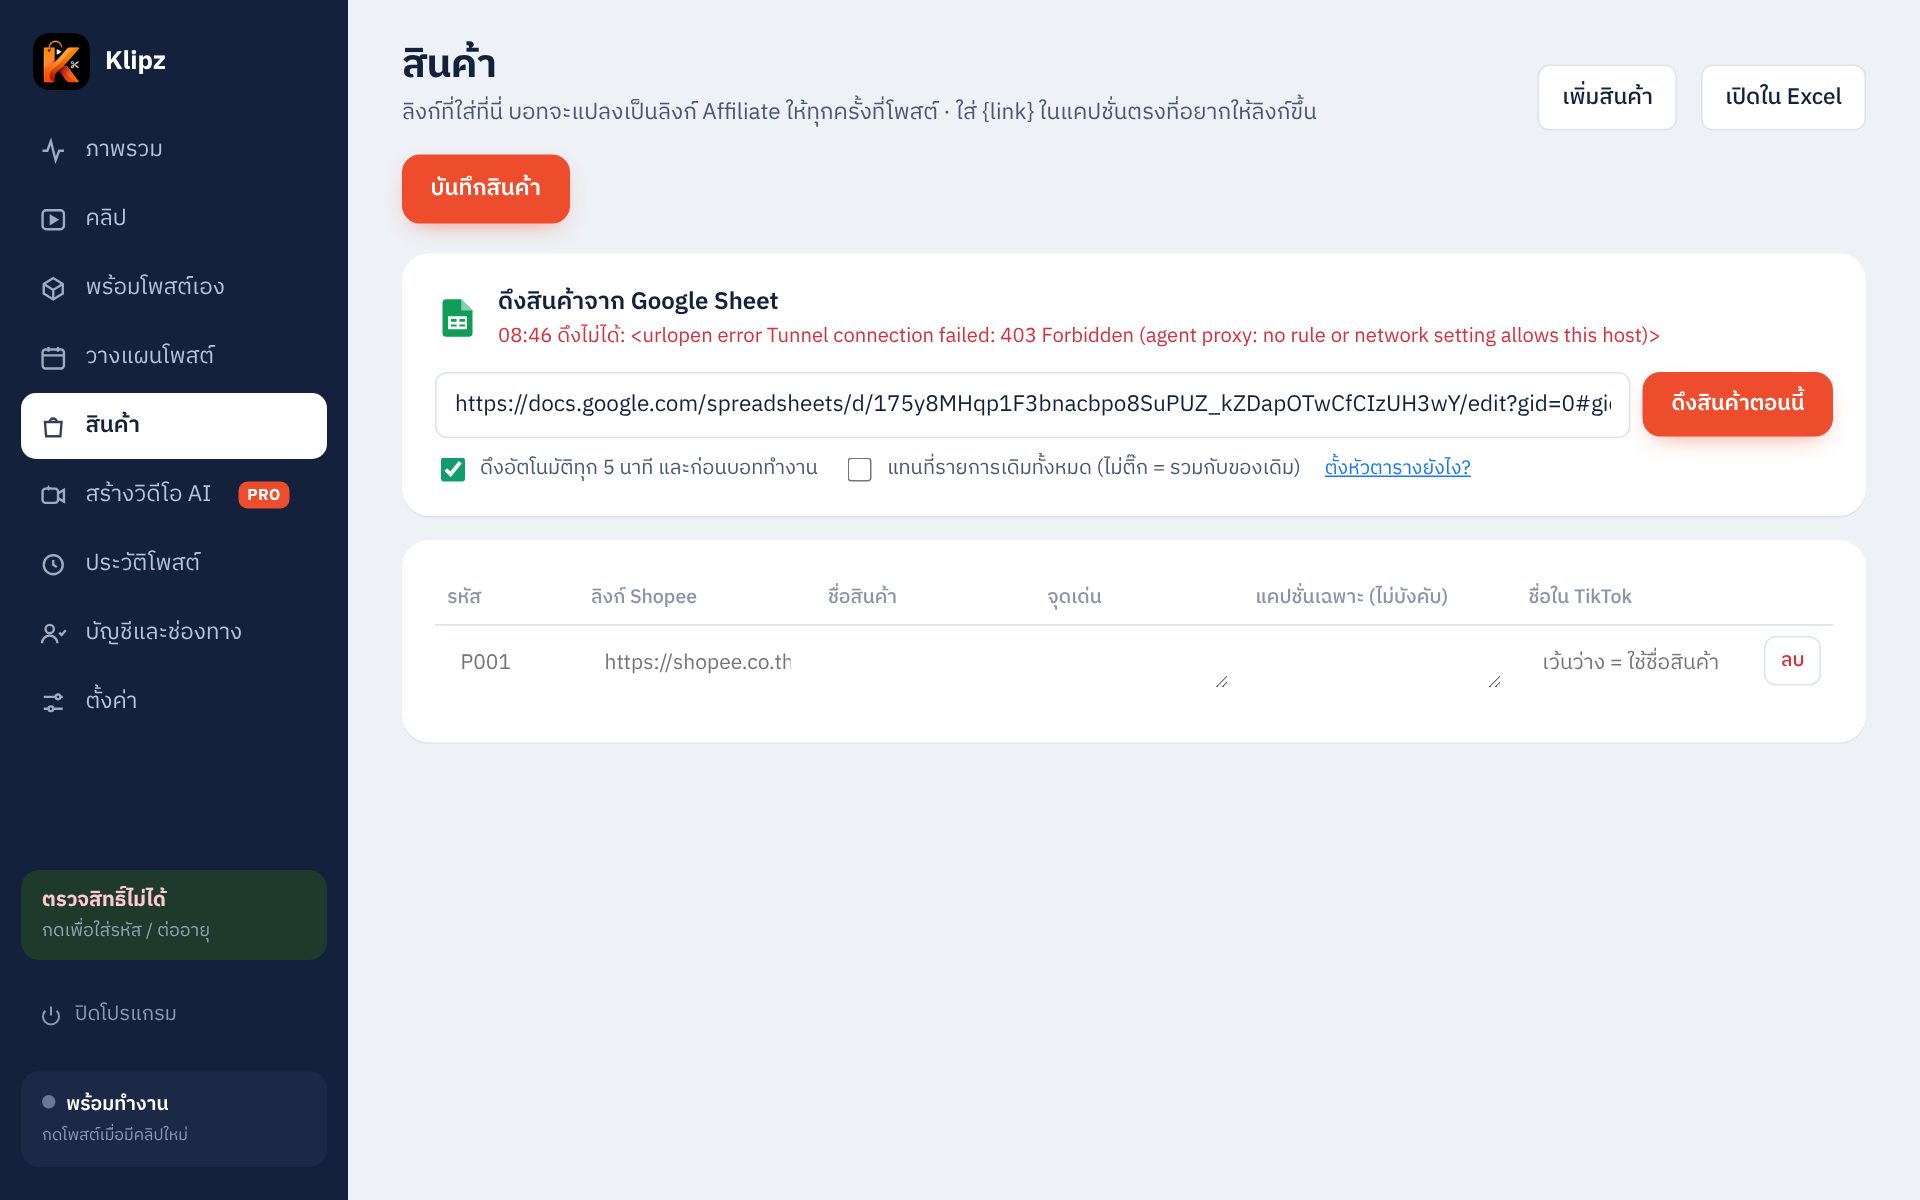 Klipz
ภาพรวม
คลิป
พร้อมโพสต์เอง
วางแผนโพสต์
สินค้า
สร้างวิดีโอ AI PRO
ประวัติโพสต์
บัญชีและช่องทาง
ตั้งค่า
ตรวจสิทธิ์ไม่ได้
กดเพื่อใส่รหัส / ต่ออายุ
ปิดโปรแกรม
พร้อมทำงาน
กดโพสต์เมื่อมีคลิปใหม่
สินค้า
ลิงก์ที่ใส่ที่นี่ บอทจะแปลงเป็นลิงก์ Affiliate ให้ทุกครั้งที่โพสต์ · ใส่ {link} ในแคปชั่นตรงที่อยากให้ลิงก์ขึ้น
เพิ่มสินค้า
เปิดใน Excel
บันทึกสินค้า
ดึงสินค้าจาก Google Sheet
08:46 ดึงไม่ได้: <urlopen error Tunnel connection failed: 403 Forbidden (agent proxy: no rule or network setting allows this host)>
https://docs.google.com/spreadsheets/d/175y8MHqp1F3bnacbpo8SuPUZ_kZDapOTwCfCIzUH3wY/edit?gid=0#gi
ดึงสินค้าตอนนี้
ดึงอัตโนมัติทุก 5 นาที และก่อนบอททำงาน
แทนที่รายการเดิมทั้งหมด (ไม่ติ๊ก = รวมกับของเดิม)
ตั้งหัวตารางยังไง?
รหัส ลิงก์ Shopee ชื่อสินค้า จุดเด่น แคปชั่นเฉพาะ (ไม่บังคับ) ชื่อใน TikTok
P001 https://shopee.co.th เว้นว่าง = ใช้ชื่อสินค้า ลบ